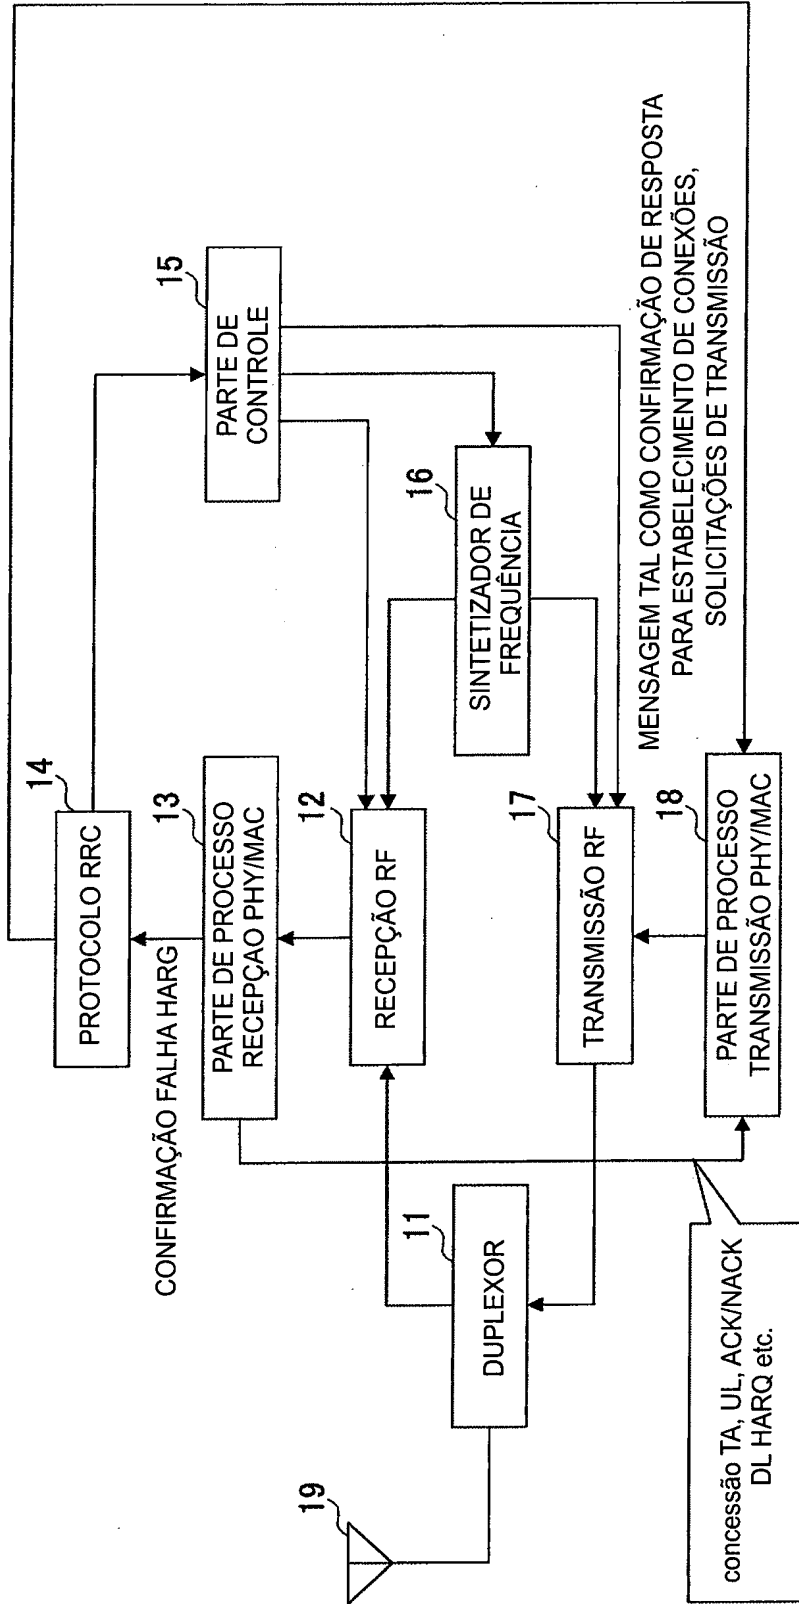 19
11
DUPLEXOR
concessão TA, UL, ACK/NACK
DL HARQ etc.
CONFIRMAÇÃO FALHA HARG
14
PROTOCOLO RRC
13
PARTE DE PROCESSO
RECEPÇAO PHY/MAC
12
RECEPÇÃO RF
17
TRANSMISSÃO RF
18
PARTE DE PROCESSO
TRANSMISSÃO PHY/MAC
16
SINTETIZADOR DE
FREQUÊNCIA
15
PARTE DE
CONTROLE
MENSAGEM TAL COMO CONFIRMAÇÃO DE RESPOSTA
PARA ESTABELECIMENTO DE CONEXÕES,
SOLICITAÇÕES DE TRANSMISSÃO